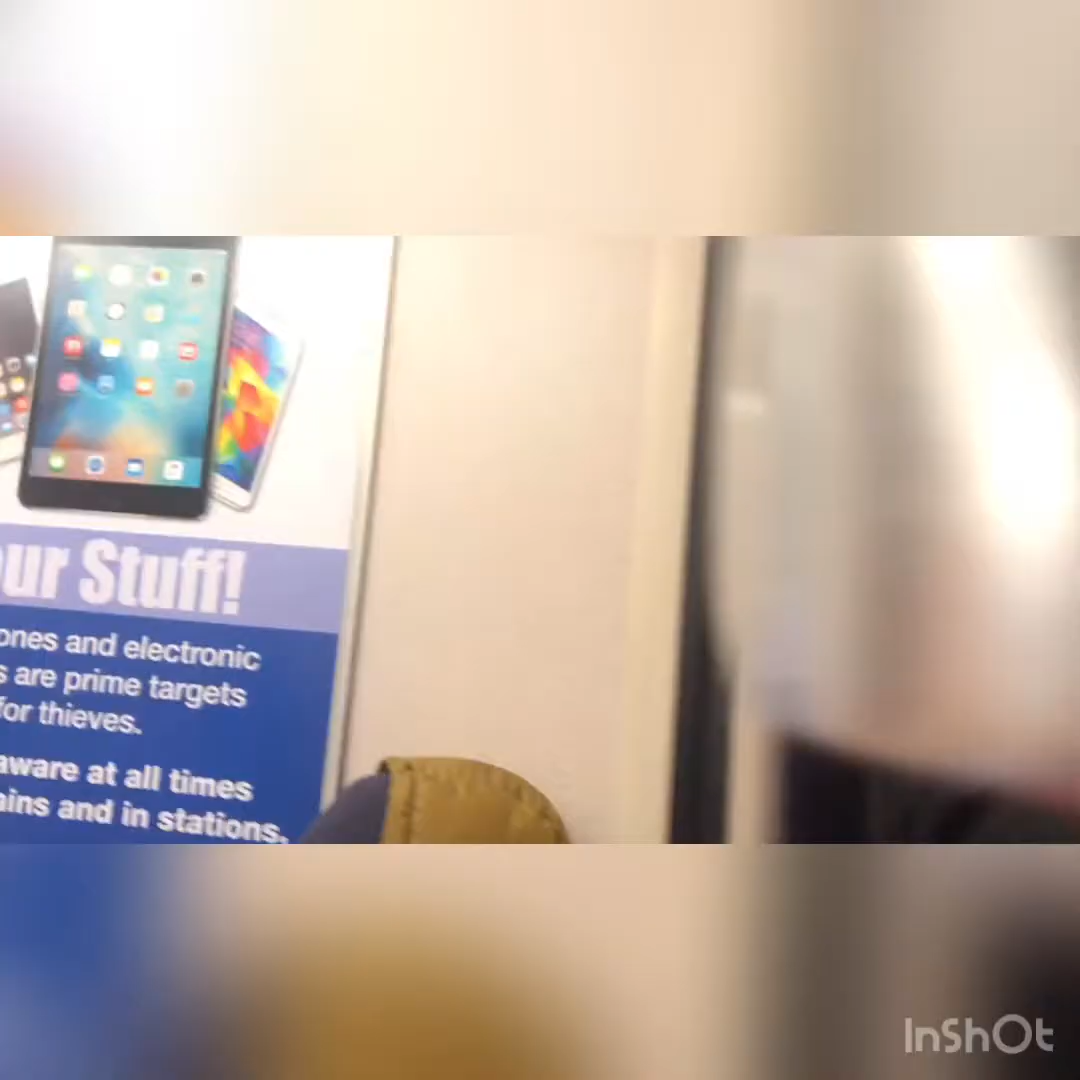 our Stuff!
ones and electronic
s are prime targets
for thieves.
aware at all times
ains and in stations.
InShOt